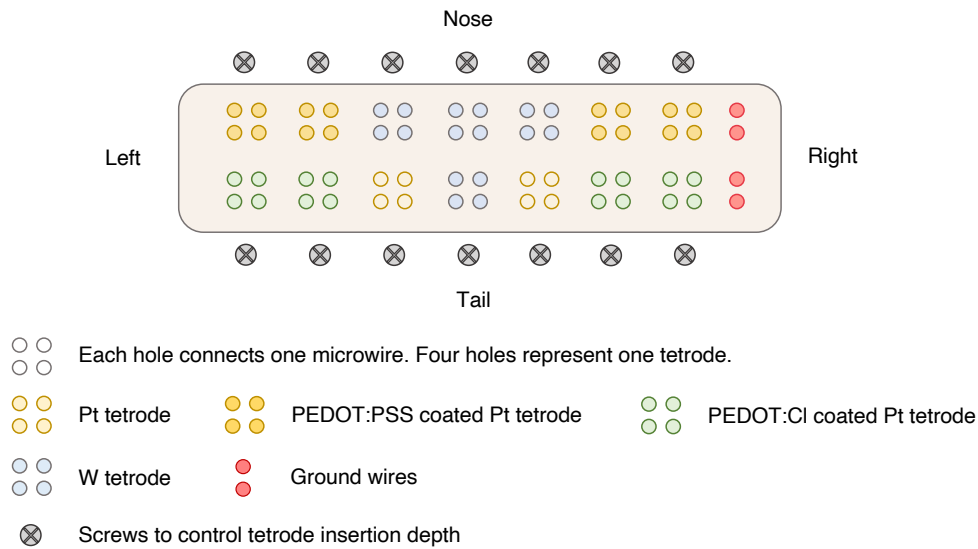 Nose
Left
Right
Tail
Each hole connects one microwire. Four holes represent one tetrode.
Pt tetrode
PEDOT:PSS coated Pt tetrode
PEDOT:Cl coated Pt tetrode
W tetrode
Ground wires
Screws to control tetrode insertion depth